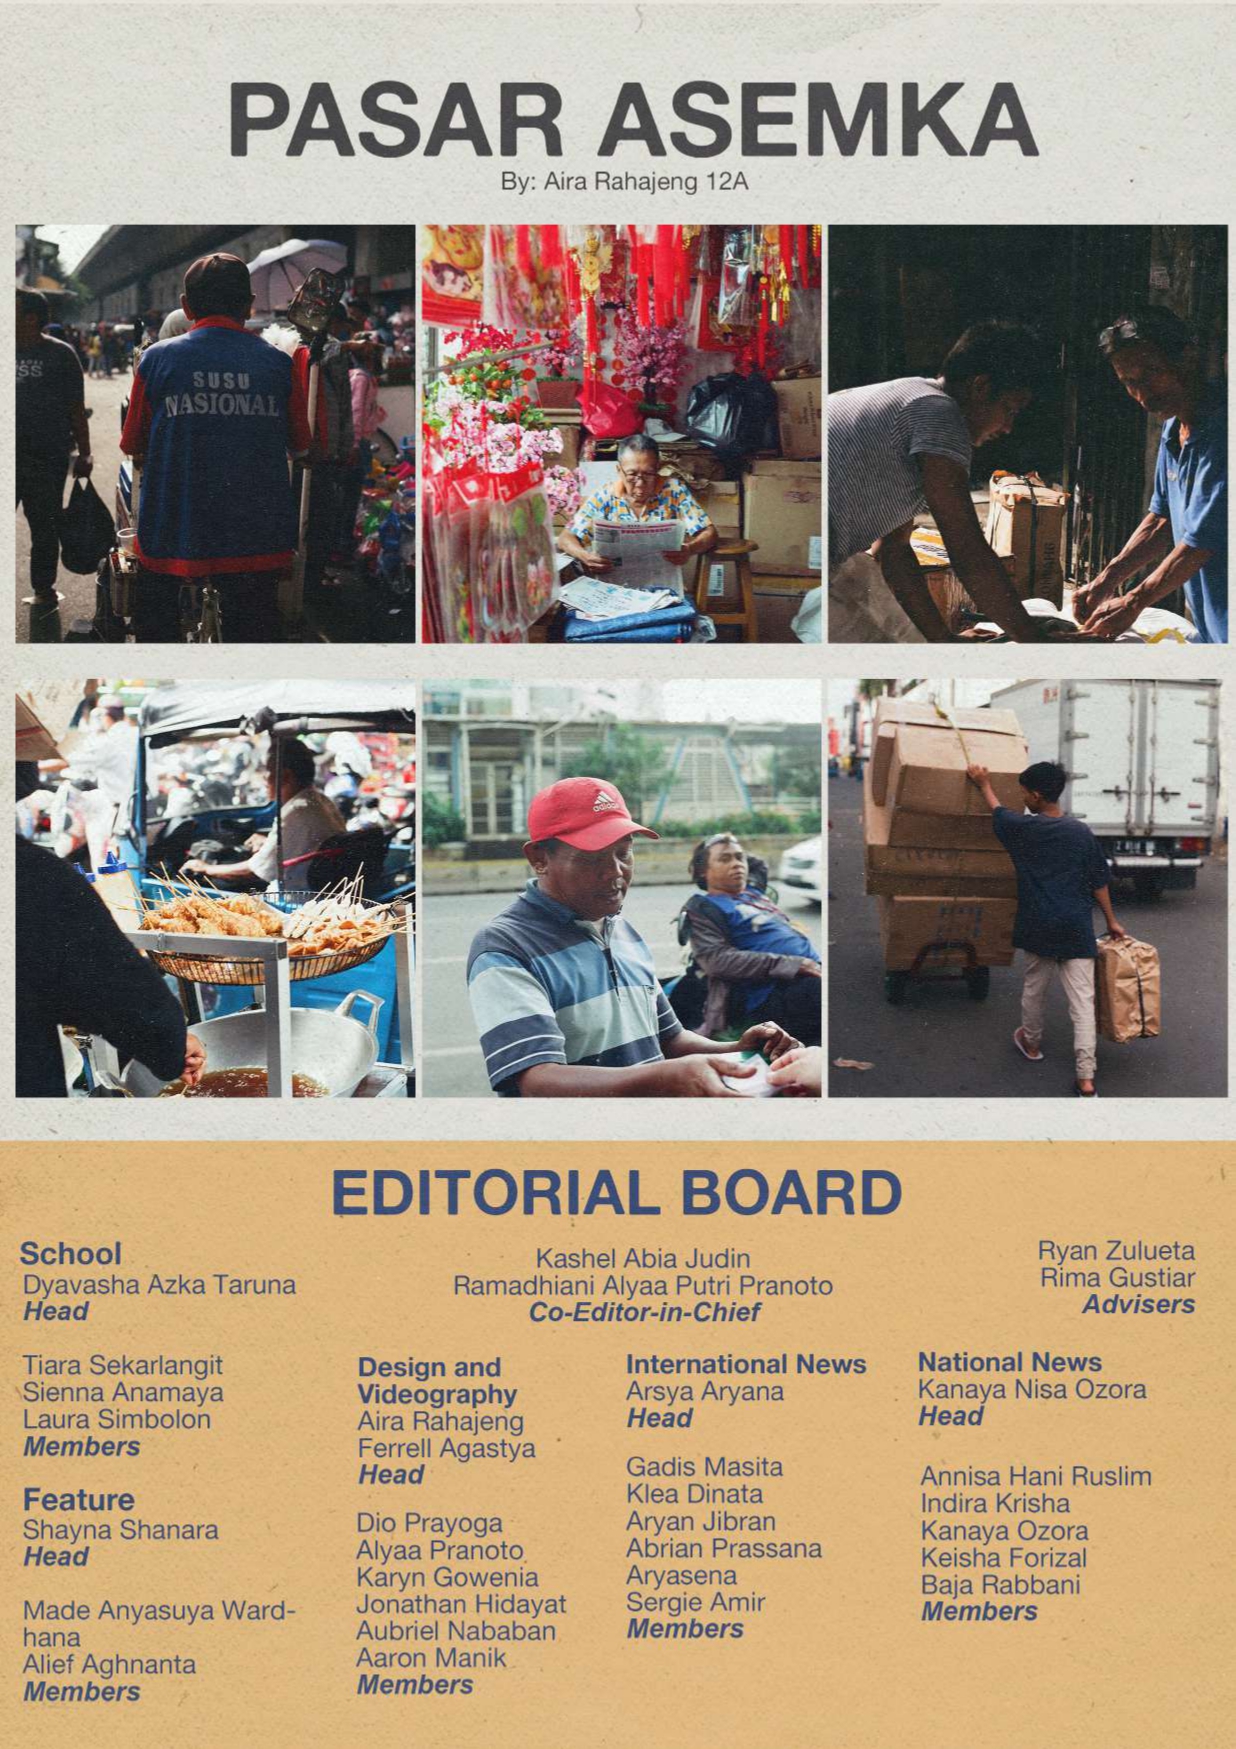 PASAR ASEMKA
By: Aira Rahajeng 12A
SUSU
NASIONAL
adidas
EDITORIAL BOARD
School
Dyavasha Azka Taruna
Head
Tiara Sekarlangit
Sienna Anamaya
Laura Simbolon
Members
Feature
Shayna Shanara
Head
Made Anyasuya Ward-
hana
Alief Aghnanta
Members
Kashel Abia Judin
Ramadhiani Alyaa Putri Pranoto
Co-Editor-in-Chief
Ryan Zulueta
Rima Gustiar
Advisers
Design and
Videography
Aira Rahajeng
Ferrell Agastya
Head
Dio Prayoga
Alyaa Pranoto
Karyn Gowenia
Jonathan Hidayat
Aubriel Nababan
Aaron Manik
Members
International News
Arsya Aryana
Head
Gadis Masita
Klea Dinata
Aryan Jibran
Abrian Prassana
Aryasena
Sergie Amir
Members
National News
Kanaya Nisa Ozora
Head
Annisa Hani Ruslim
Indira Krisha
Kanaya Ozora
Keisha Forizal
Baja Rabbani
Members